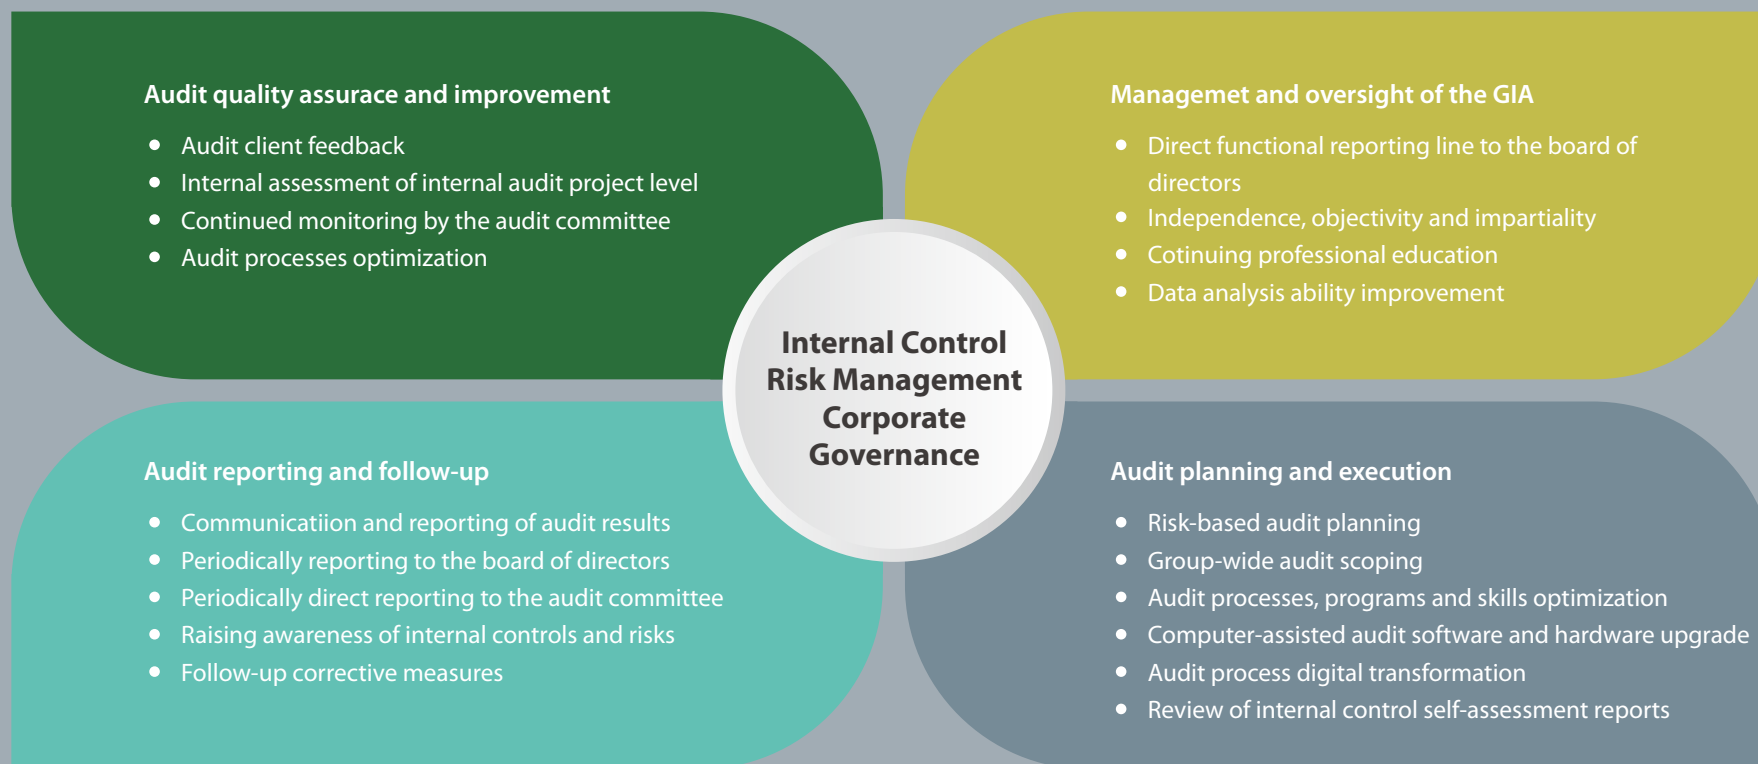 Audit quality assurace and improvement
Audit client feedback
Internal assessment of internal audit project level
Continued monitoring by the audit committee
Audit processes optimization
Managemet and oversight of the GIA
Direct functional reporting line to the board of
directors
Independence, objectivity and impartiality
Cotinuing professional education
Data analysis ability improvement
Internal Control
Risk Management
Corporate
Governance
Audit reporting and follow-up
Communicatiion and reporting of audit results
Periodically reporting to the board of directors
Periodically direct reporting to the audit committee
Raising awareness of internal controls and risks
Follow-up corrective measures
Audit planning and execution
Risk-based audit planning
Group-wide audit scoping
Audit processes, programs and skills optimization
Computer-assisted audit software and hardware upgrade
Audit process digital transformation
Review of internal control self-assessment reports